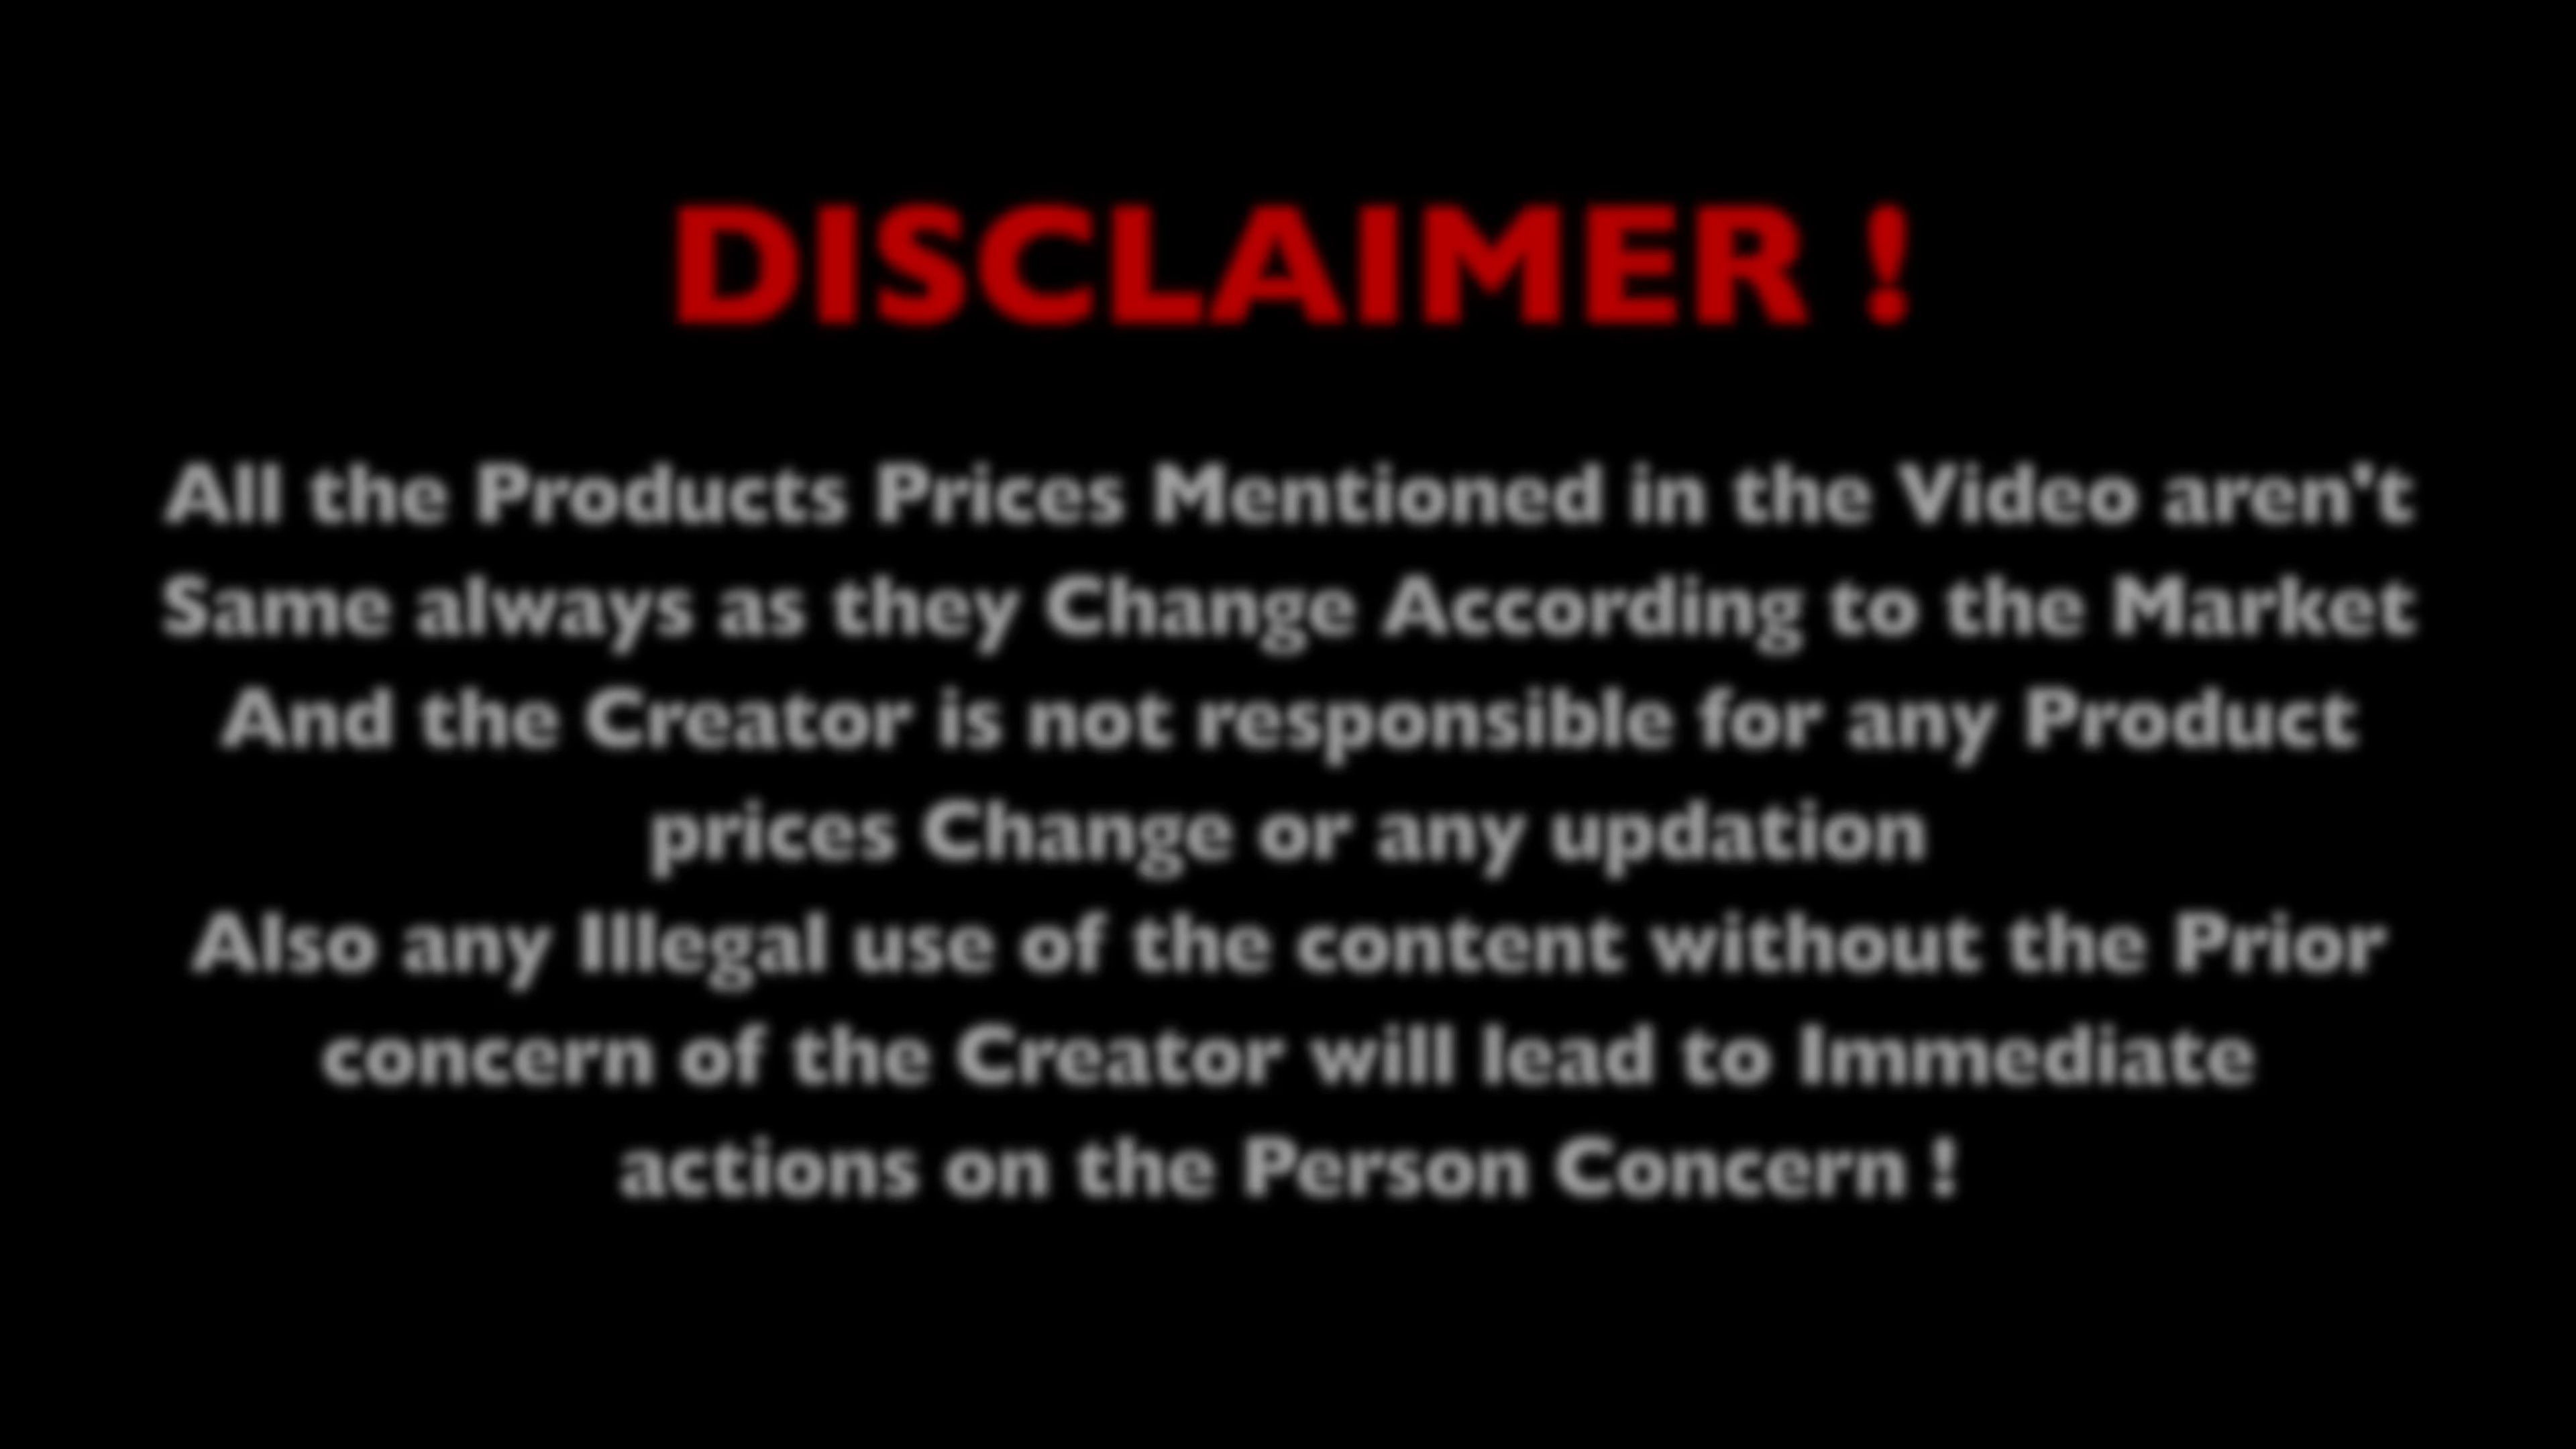 DISCLAIMER !
All the Products Prices Mentioned in the Video aren't
Same always as they Change According to the Market
And the Creator is not responsible for any Product
prices Change or any updation
Also any Illegal use of the content without the Prior
concern of the Creator will lead to Immediate
actions on the Person Concern !